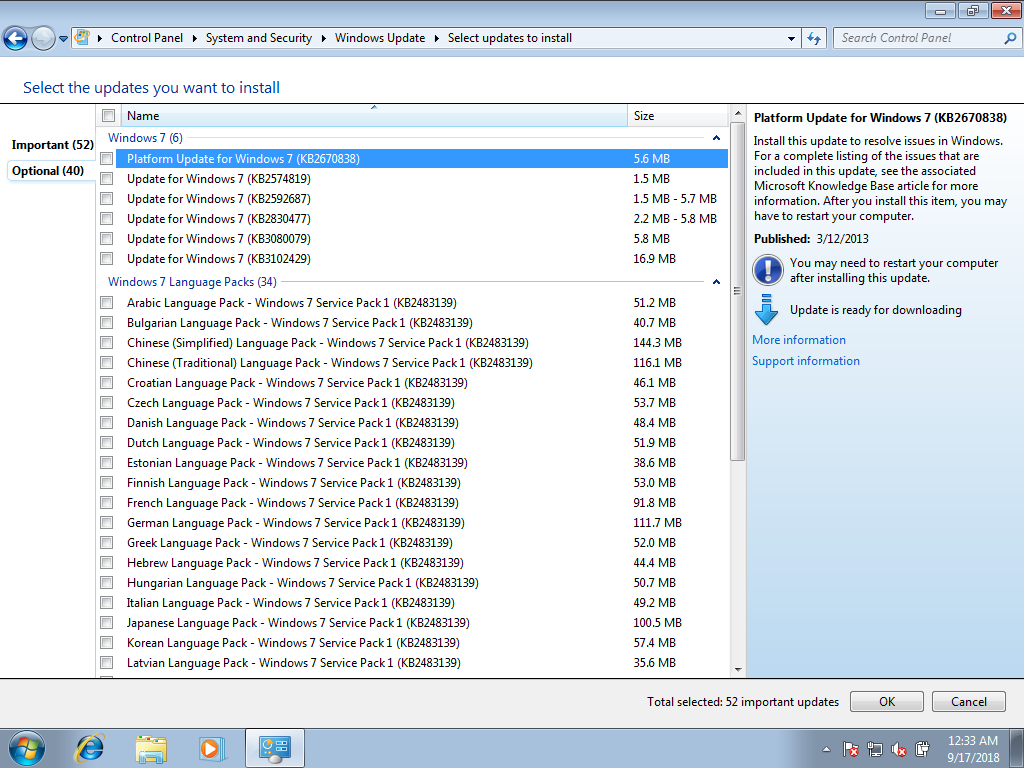 Control Panel
System and Security
Windows Update
Select updates to install
Search Control Panel
Select the updates you want to install
Important (52)
Optional (40)
Name Size
Windows 7 (6)
Platform Update for Windows 7 (KB2670838) 5.6 MB
Update for Windows 7 (KB2574819) 1.5 MB
Update for Windows 7 (KB2592687) 1.5 MB - 5.7 MB
Update for Windows 7 (KB2830477) 2.2 MB - 5.8 MB
Update for Windows 7 (KB3080079) 5.8 MB
Update for Windows 7 (KB3102429) 16.9 MB
Windows 7 Language Packs (34)
Arabic Language Pack - Windows 7 Service Pack 1 (KB2483139) 51.2 MB
Bulgarian Language Pack - Windows 7 Service Pack 1 (KB2483139) 40.7 MB
Chinese (Simplified) Language Pack - Windows 7 Service Pack 1 (KB2483139) 144.3 MB
Chinese (Traditional) Language Pack - Windows 7 Service Pack 1 (KB2483139) 116.1 MB
Croatian Language Pack - Windows 7 Service Pack 1 (KB2483139) 46.1 MB
Czech Language Pack - Windows 7 Service Pack 1 (KB2483139) 53.7 MB
Danish Language Pack - Windows 7 Service Pack 1 (KB2483139) 48.4 MB
Dutch Language Pack - Windows 7 Service Pack 1 (KB2483139) 51.9 MB
Estonian Language Pack - Windows 7 Service Pack 1 (KB2483139) 38.6 MB
Finnish Language Pack - Windows 7 Service Pack 1 (KB2483139) 53.0 MB
French Language Pack - Windows 7 Service Pack 1 (KB2483139) 91.8 MB
German Language Pack - Windows 7 Service Pack 1 (KB2483139) 111.7 MB
Greek Language Pack - Windows 7 Service Pack 1 (KB2483139) 52.0 MB
Hebrew Language Pack - Windows 7 Service Pack 1 (KB2483139) 44.4 MB
Hungarian Language Pack - Windows 7 Service Pack 1 (KB2483139) 50.7 MB
Italian Language Pack - Windows 7 Service Pack 1 (KB2483139) 49.2 MB
Japanese Language Pack - Windows 7 Service Pack 1 (KB2483139) 100.5 MB
Korean Language Pack - Windows 7 Service Pack 1 (KB2483139) 57.4 MB
Latvian Language Pack - Windows 7 Service Pack 1 (KB2483139) 35.6 MB
Platform Update for Windows 7 (KB2670838)
Install this update to resolve issues in Windows.
For a complete listing of the issues that are
included in this update, see the associated
Microsoft Knowledge Base article for more
information. After you install this item, you may
have to restart your computer.
Published: 3/12/2013
You may need to restart your computer
after installing this update.
Update is ready for downloading
More information
Support information
Total selected: 52 important updates
OK
Cancel
12:33 AM
9/17/2018